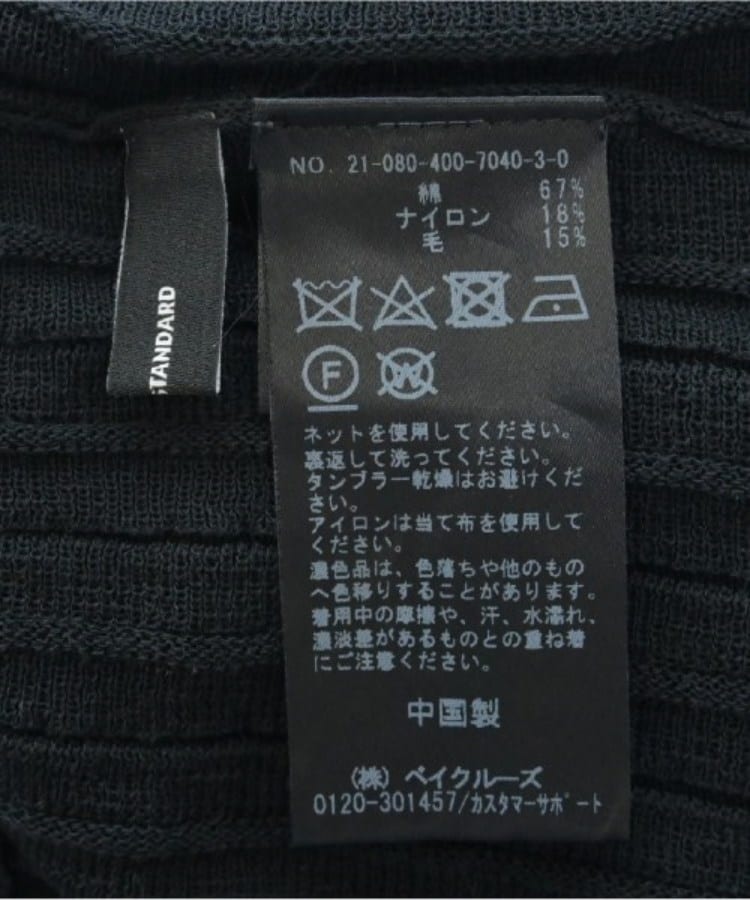 NO. 21-080-400-7040-3-0
綿 67%
ナイロン 18%
毛 15%
F
W
ネットを使用してください。
裏返して洗ってください。
タンブラー乾燥はお避けくだ
さい。
アイロンは当て布を使用して
ください。
濃色品は、色落ちや他のもの
へ色移りすることがあります。
着用中の摩擦や、汗、水濡れ、
濃淡差があるものとの重ね着
にご注意ください。
中国製
(株) ベイクルーズ
0120-301457/カスタマーサポート
STANDARD